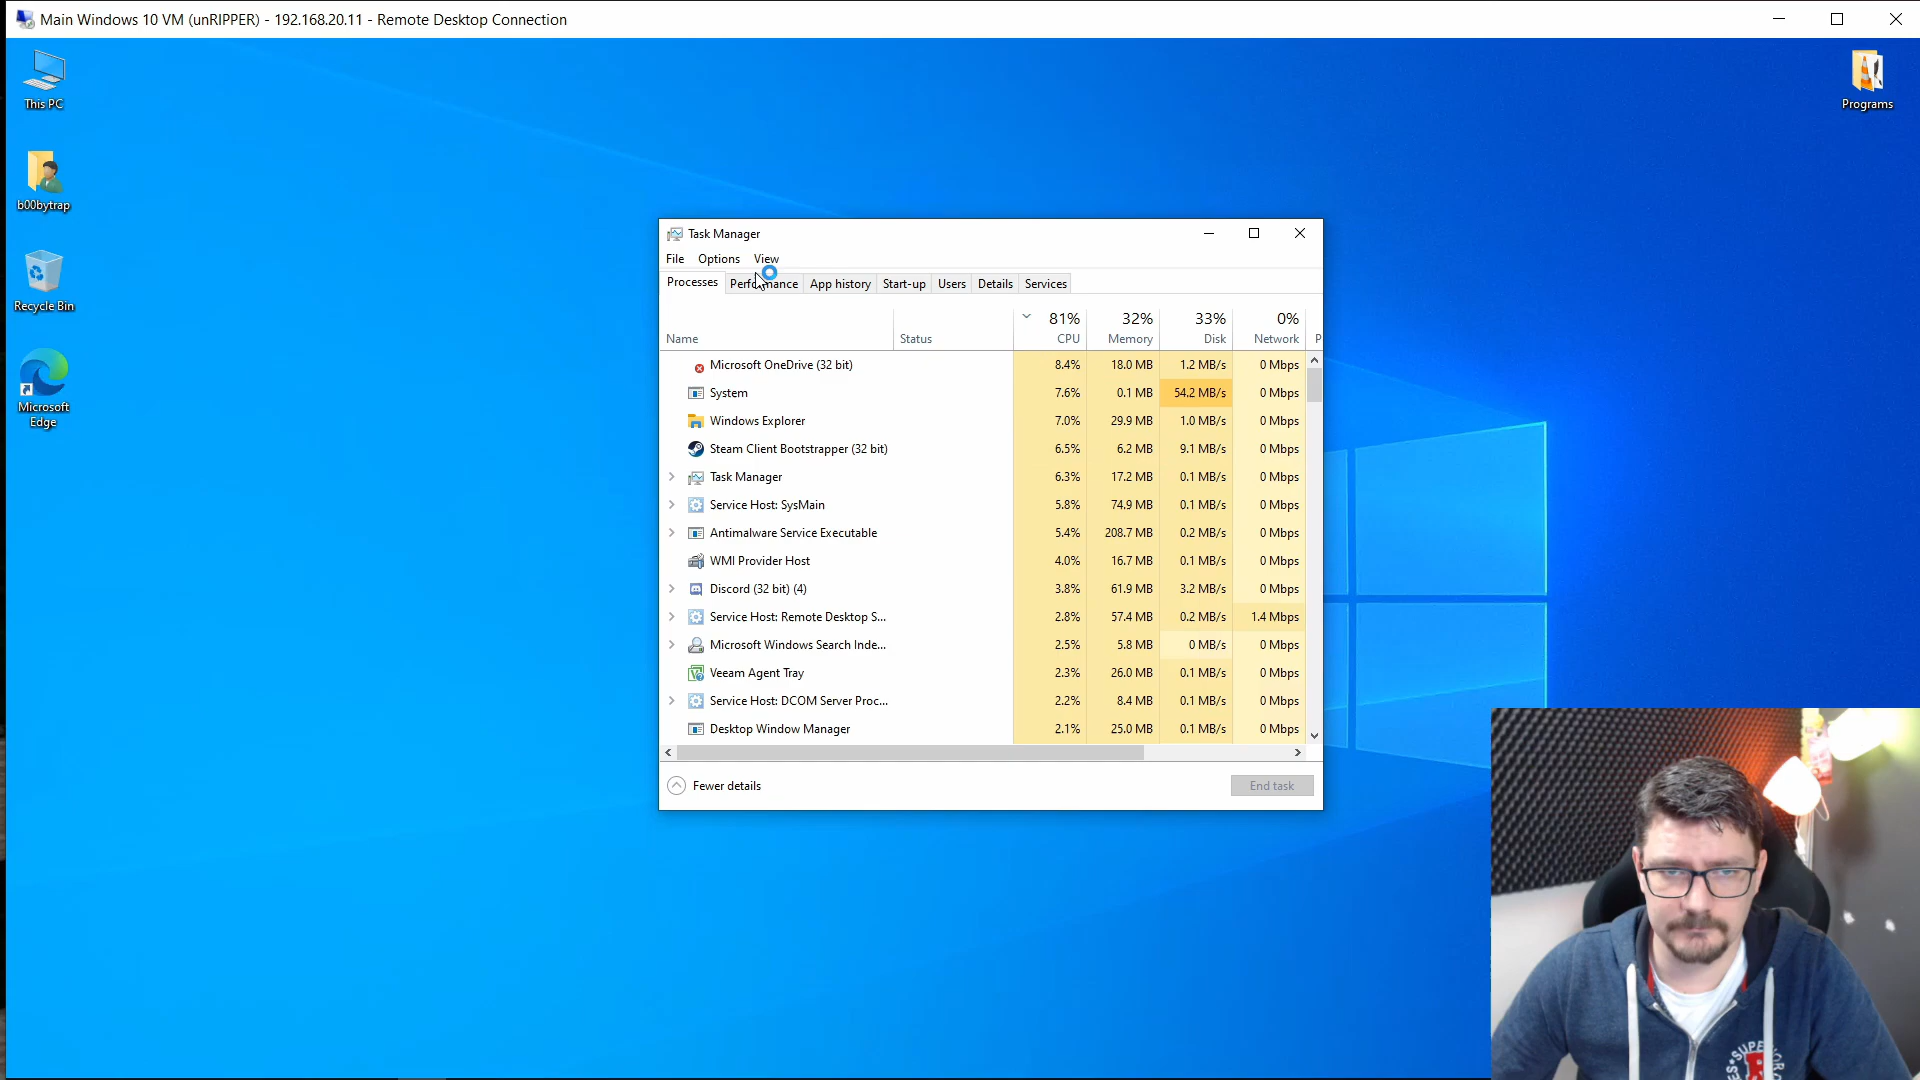 Main Windows 10 VM (unRIPPER) - 192.168.20.11 - Remote Desktop Connection
This PC
b00bytrap
Recycle Bin
Microsoft
Edge
Programs
Task Manager
File Options View
Processes Performance App history Start-up Users Details Services
81% 32% 33% 0%
Name Status CPU Memory Disk Network P
Microsoft OneDrive (32 bit) 8.4% 18.0 MB 1.2 MB/s 0 Mbps
System 7.6% 0.1 MB 54.2 MB/s 0 Mbps
Windows Explorer 7.0% 29.9 MB 1.0 MB/s 0 Mbps
Steam Client Bootstrapper (32 bit) 6.5% 6.2 MB 9.1 MB/s 0 Mbps
Task Manager 6.3% 17.2 MB 0.1 MB/s 0 Mbps
Service Host: SysMain 5.8% 74.9 MB 0.1 MB/s 0 Mbps
Antimalware Service Executable 5.4% 208.7 MB 0.2 MB/s 0 Mbps
WMI Provider Host 4.0% 16.7 MB 0.1 MB/s 0 Mbps
Discord (32 bit) (4) 3.8% 61.9 MB 3.2 MB/s 0 Mbps
Service Host: Remote Desktop S... 2.8% 57.4 MB 0.2 MB/s 1.4 Mbps
Microsoft Windows Search Inde... 2.5% 5.8 MB 0 MB/s 0 Mbps
Veeam Agent Tray 2.3% 26.0 MB 0.1 MB/s 0 Mbps
Service Host: DCOM Server Proc... 2.2% 8.4 MB 0.1 MB/s 0 Mbps
Desktop Window Manager 2.1% 25.0 MB 0.1 MB/s 0 Mbps
Fewer details End task